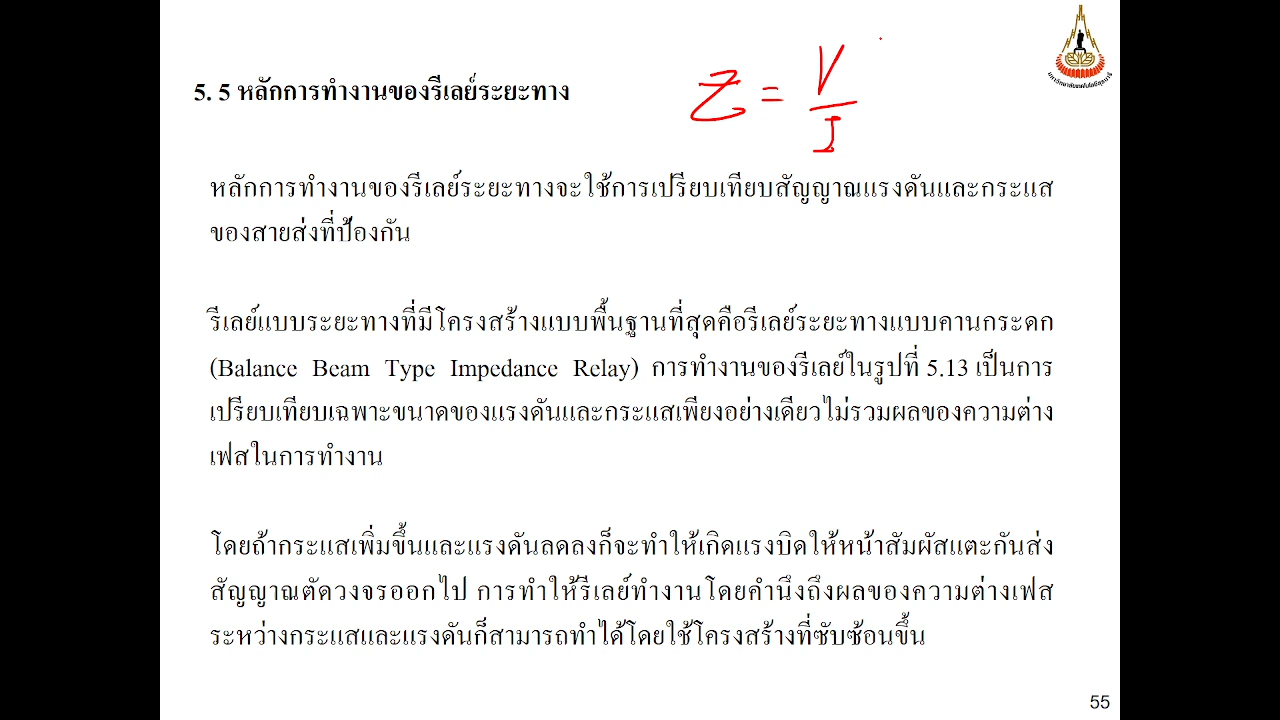 5. 5 หลักการทำงานของรีเลย์ระยะทาง
Z = V/I
หลักการทำงานของรีเลย์ระยะทางจะใช้การเปรียบเทียบสัญญาณแรงดันและกระแส
ของสายส่งที่ป้องกัน
รีเลย์แบบระยะทางที่มีโครงสร้างแบบพื้นฐานที่สุดคือรีเลย์ระยะทางแบบคานกระดก
(Balance Beam Type Impedance Relay) การทำงานของรีเลย์ในรูปที่ 5.13 เป็นการ
เปรียบเทียบเฉพาะขนาดของแรงดันและกระแสเพียงอย่างเดียวไม่รวมผลของความต่าง
เฟสในการทำงาน
โดยถ้ากระแสเพิ่มขึ้นและแรงดันลดลงก็จะทำให้เกิดแรงบิดให้หน้าสัมผัสแตะกันส่ง
สัญญาณตัดวงจรออกไป การทำให้รีเลย์ทำงานโดยคำนึงถึงผลของความต่างเฟส
ระหว่างกระแสและแรงดันก็สามารถทำได้โดยใช้โครงสร้างที่ซับซ้อนขึ้น
55